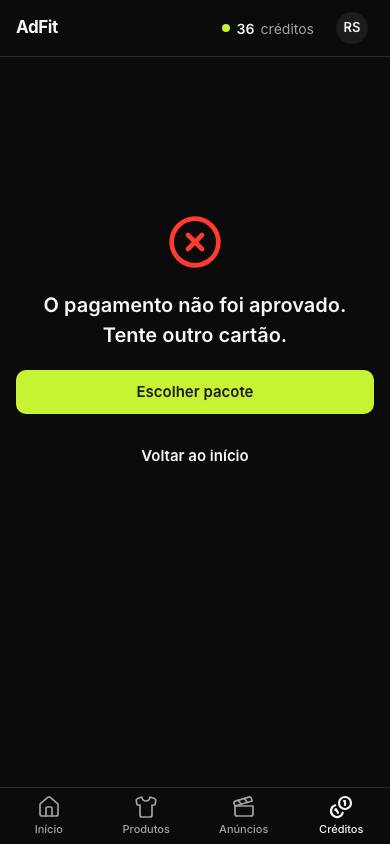 AdFit
36 créditos
RS
O pagamento não foi aprovado.
Tente outro cartão.
Escolher pacote
Voltar ao início
Início
Produtos
Anúncios
Créditos